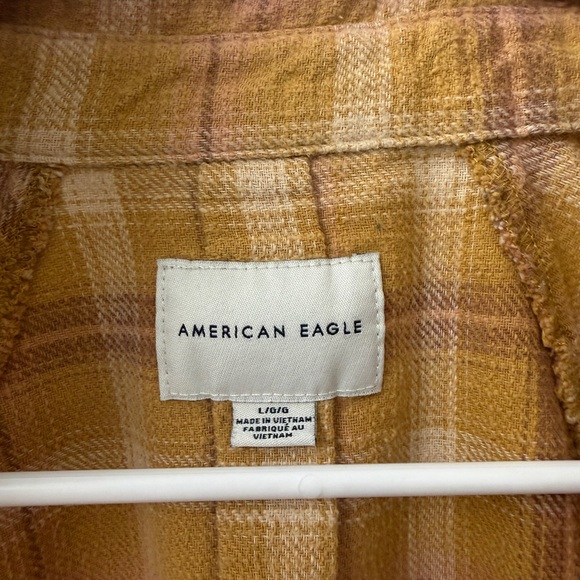 AMERICAN EAGLE
L/G/G
MADE IN VIETNAM
FABRIQUÉ AU
VIETNAM